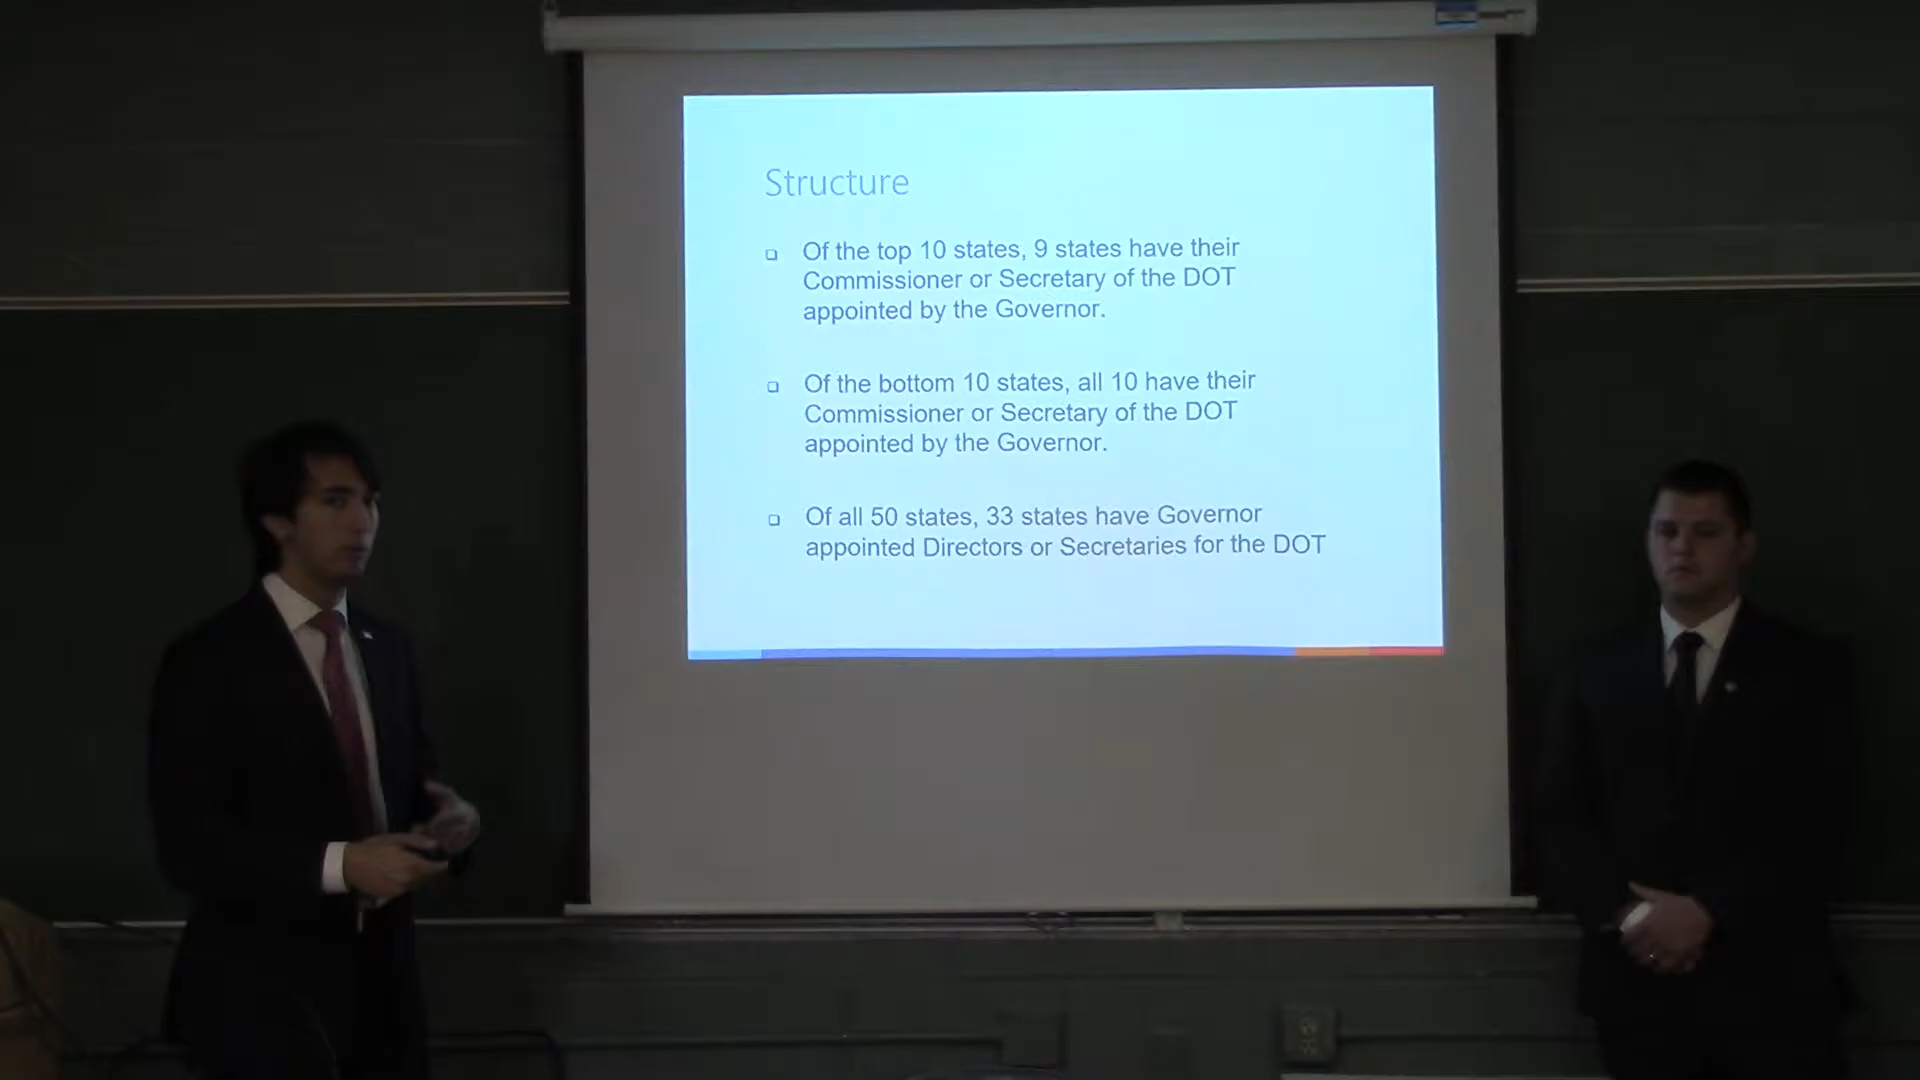 Structure
Of the top 10 states, 9 states have their
Commissioner or Secretary of the DOT
appointed by the Governor.
Of the bottom 10 states, all 10 have their
Commissioner or Secretary of the DOT
appointed by the Governor.
Of all 50 states, 33 states have Governor
appointed Directors or Secretaries for the DOT